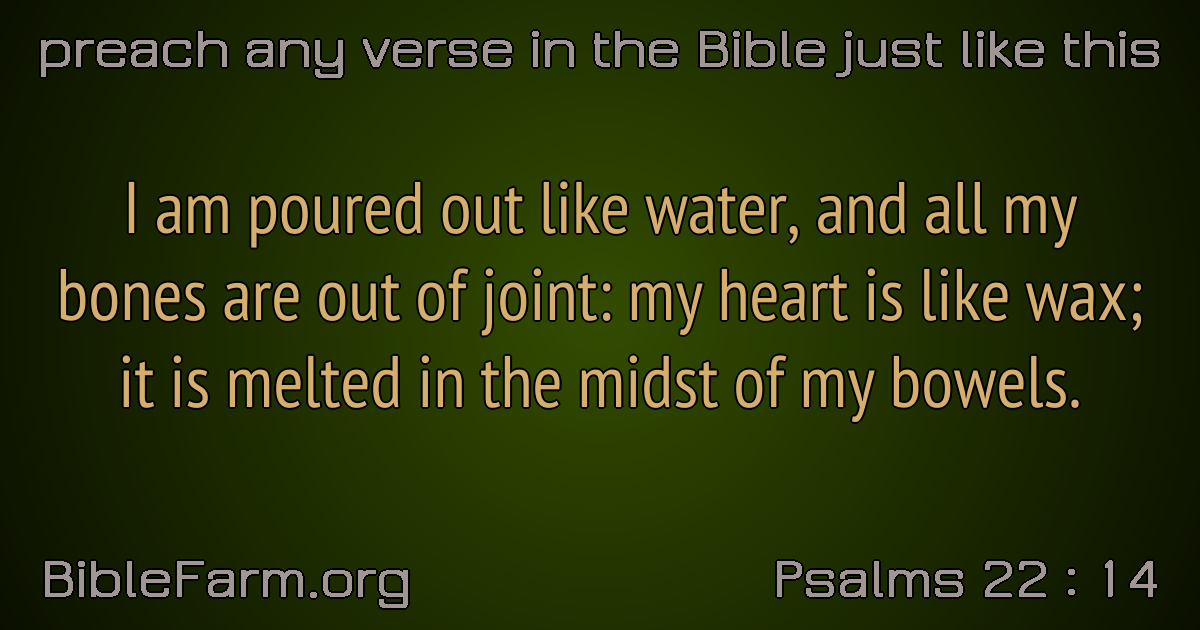 preach any verse in the Bible just like this
I am poured out like water, and all my
bones are out of joint: my heart is like wax;
it is melted in the midst of my bowels.
BibleFarm.org
Psalms 22 : 14